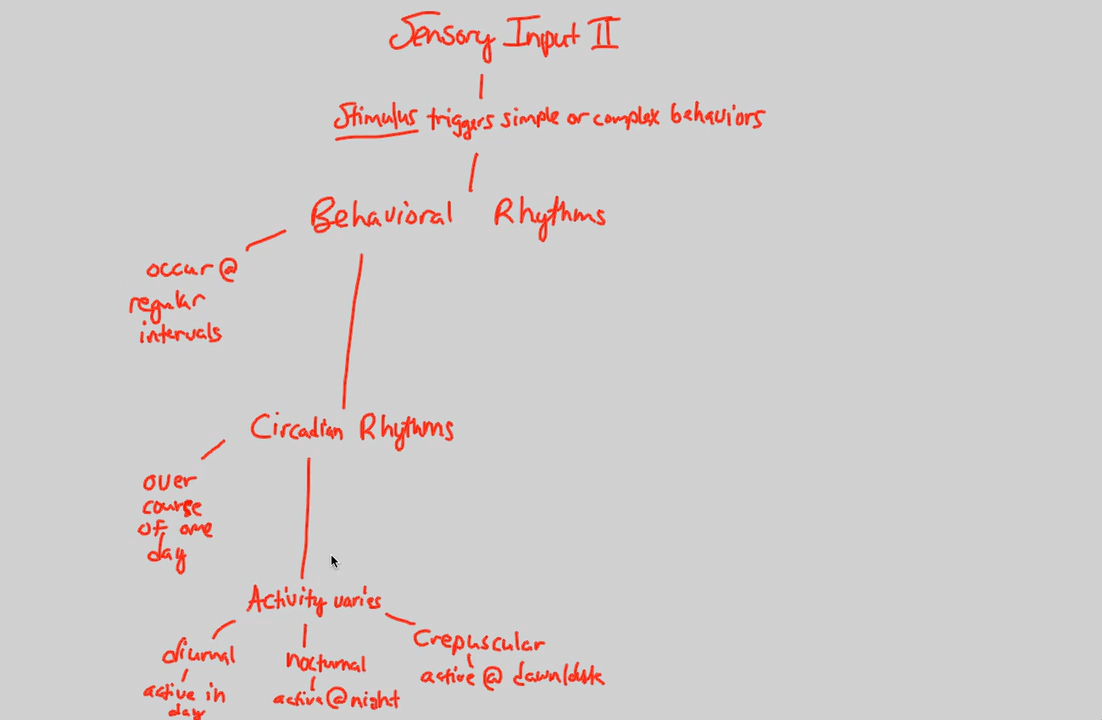 Sensory Input II
Stimulus triggers simple or complex behaviors
Behavioral Rhythms
occur @
regular
intervals
Circadian Rhythms
over
course
of one
day
Activity varies
diurnal
active in
day
nocturnal
active @ night
Crepuscular
active @ dawn/dusk